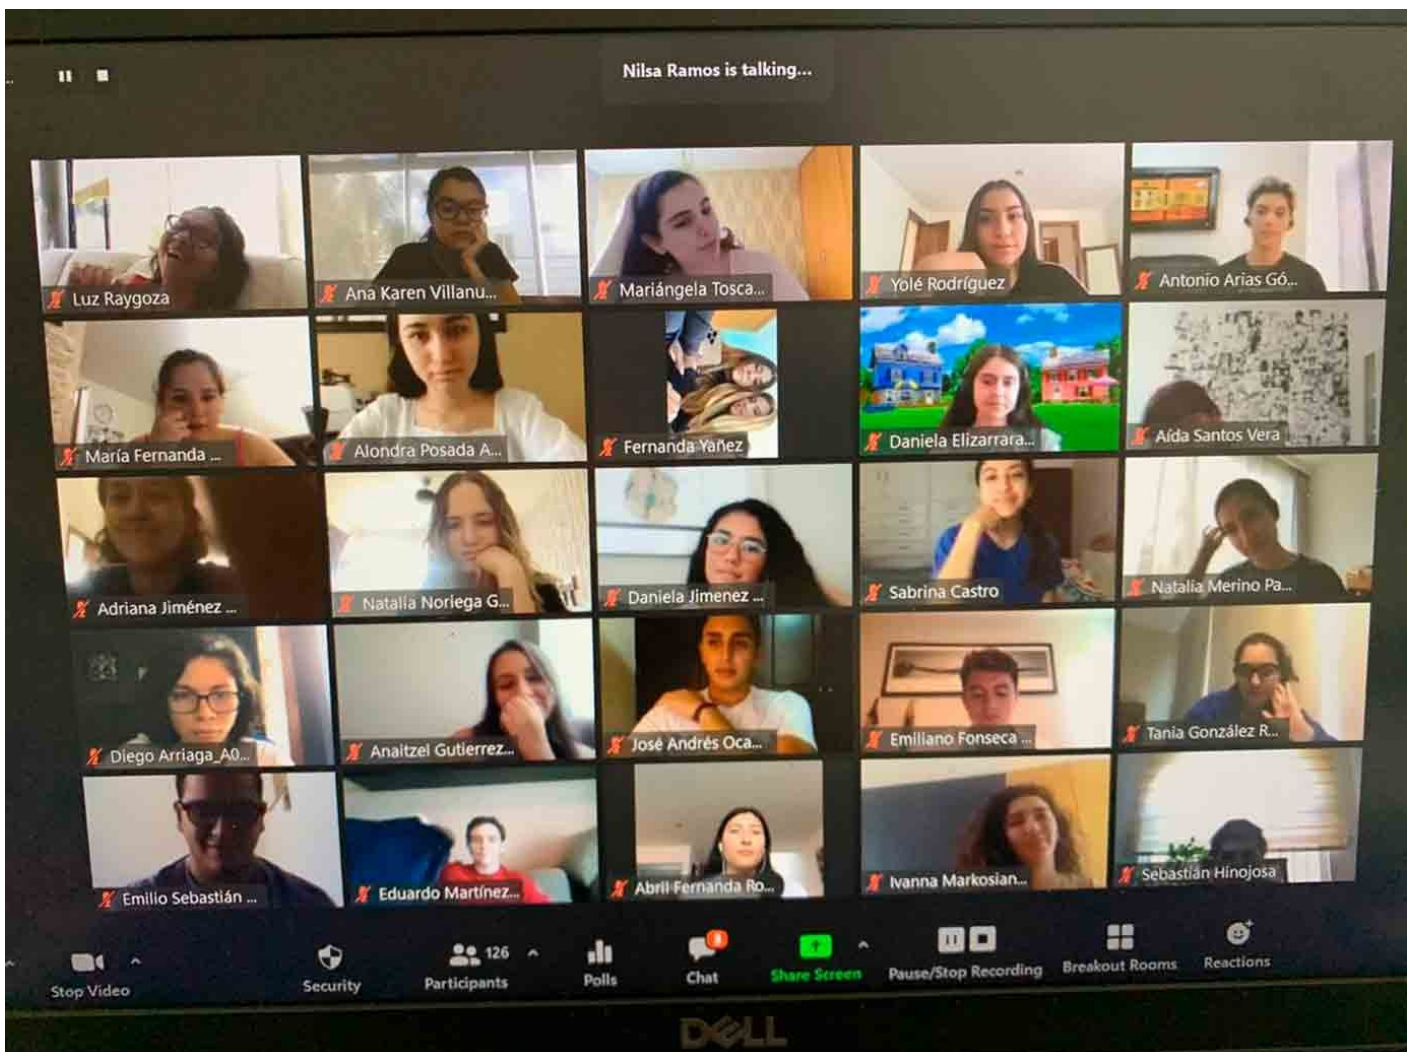 Nilsa Ramos is talking...
Luz Raygoza
Ana Karen Villanu...
Mariángela Tosca...
Yolé Rodríguez
Antonio Arias Gó...
María Fernanda ...
Alondra Posada A...
Fernanda Yañez
Daniela Elizarrara...
Aída Santos Vera
Adriana Jiménez ...
Natalia Noriega G...
Daniela Jimenez ...
Sabrina Castro
Natalia Merino Pa...
Diego Arriaga_A0...
Anaitzel Gutierrez...
José Andrés Oca...
Emiliano Fonseca ...
Tania González R...
Emilio Sebastián ...
Eduardo Martínez...
Abril Fernanda Ro...
Ivanna Markosian...
Sebastián Hinojosa
126
Stop Video
Security
Participants
Polls
Chat
Share Screen
Pause/Stop Recording
Breakout Rooms
Reactions
DELL